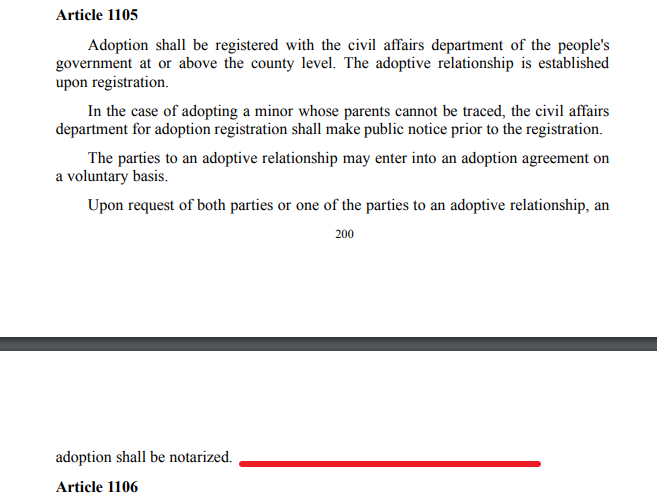 Article 1105
Adoption shall be registered with the civil affairs department of the people's
government at or above the county level. The adoptive relationship is established
upon registration.
In the case of adopting a minor whose parents cannot be traced, the civil affairs
department for adoption registration shall make public notice prior to the registration.
The parties to an adoptive relationship may enter into an adoption agreement on
a voluntary basis.
Upon request of both parties or one of the parties to an adoptive relationship, an
200
adoption shall be notarized.
Article 1106